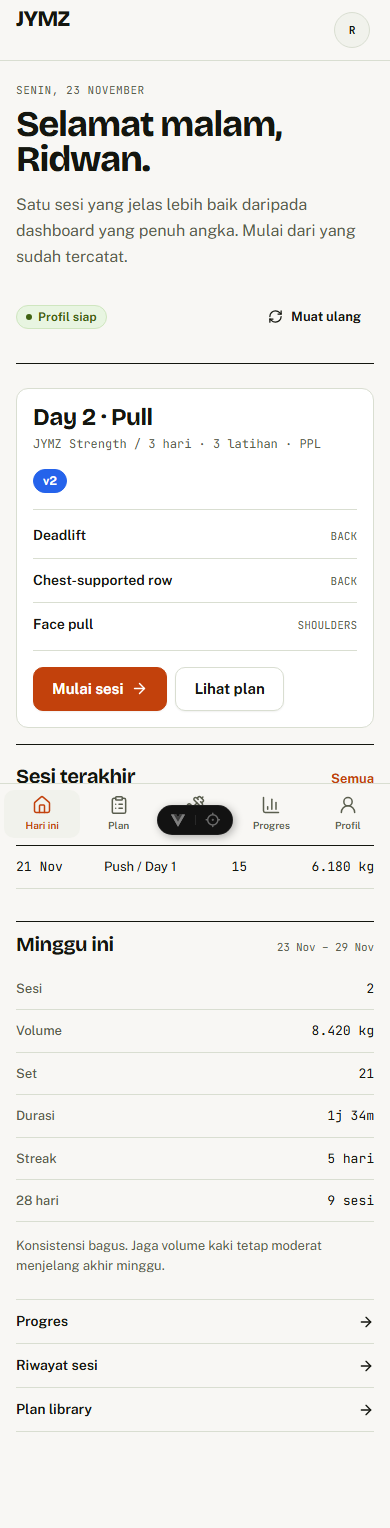 JYMZ
R
SENIN, 23 NOVEMBER
Selamat malam,
Ridwan.
Satu sesi yang jelas lebih baik daripada
dashboard yang penuh angka. Mulai dari yang
sudah tercatat.
Profil siap
Muat ulang
Day 2 · Pull
JYMZ Strength / 3 hari · 3 latihan · PPL
v2
Deadlift BACK
Chest-supported row BACK
Face pull SHOULDERS
Mulai sesi Lihat plan
Sesi terakhir Semua
Hari ini Plan Progres Profil
21 Nov Push / Day 1 15 6.180 kg
Minggu ini 23 Nov – 29 Nov
Sesi 2
Volume 8.420 kg
Set 21
Durasi 1j 34m
Streak 5 hari
28 hari 9 sesi
Konsistensi bagus. Jaga volume kaki tetap moderat
menjelang akhir minggu.
Progres
Riwayat sesi
Plan library